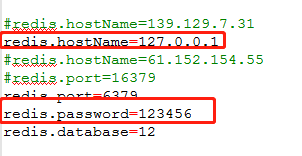 #redis.hostName=139.129.7.31
redis.hostName=127.0.0.1
#redis.hostName=61.152.154.55
#redis.port=16379
redis.port=6379
redis.password=123456
redis.database=12